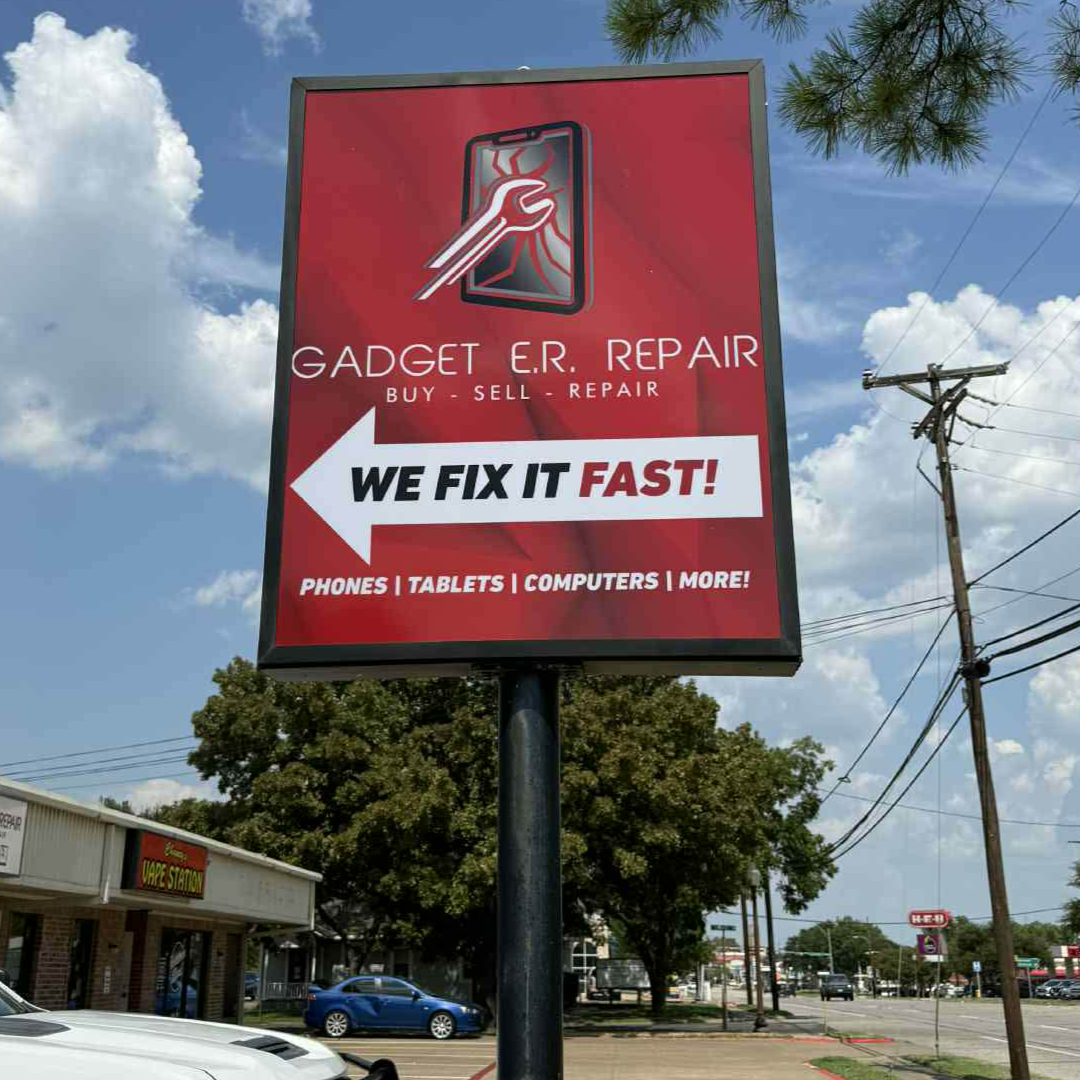 GADGET E.R. REPAIR
BUY - SELL - REPAIR
WE FIX IT FAST!
PHONES | TABLETS | COMPUTERS | MORE!
REPAIR
VAPE STATION
H-E-B